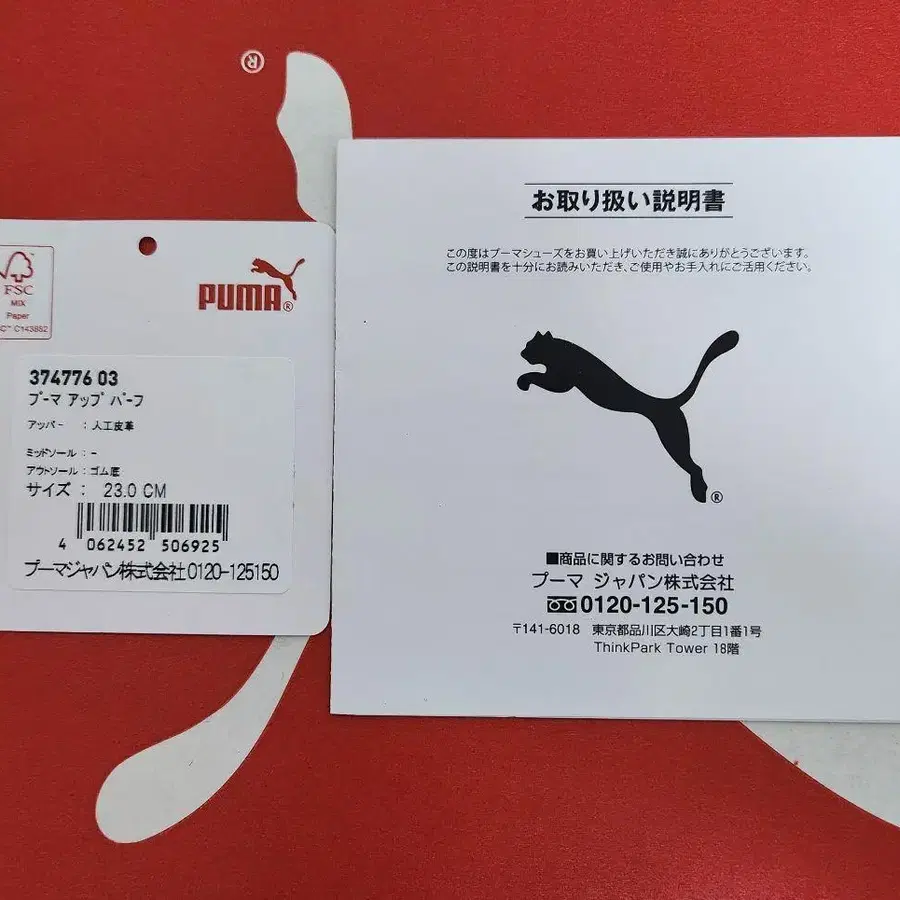 ®
FSC
MIX
Paper
C™ C143882
PUMA®
374776 03
プーマ アップ パーフ
アッパー : 人工皮革
ミッドソール : -
アウトソール : ゴム底
サイズ : 23.0 CM
4 062452 506925
プーマジャパン株式会社 0120-125150
お取り扱い説明書
この度はプーマシューズをお買い上げいただき誠にありがとうございます。
この説明書を十分にお読みいただき、ご使用やお手入れにご活用ください。
®
■商品に関するお問い合わせ
プーマ ジャパン株式会社
0120-125-150
〒141-6018 東京都品川区大崎2丁目1番1号
ThinkPark Tower 18階